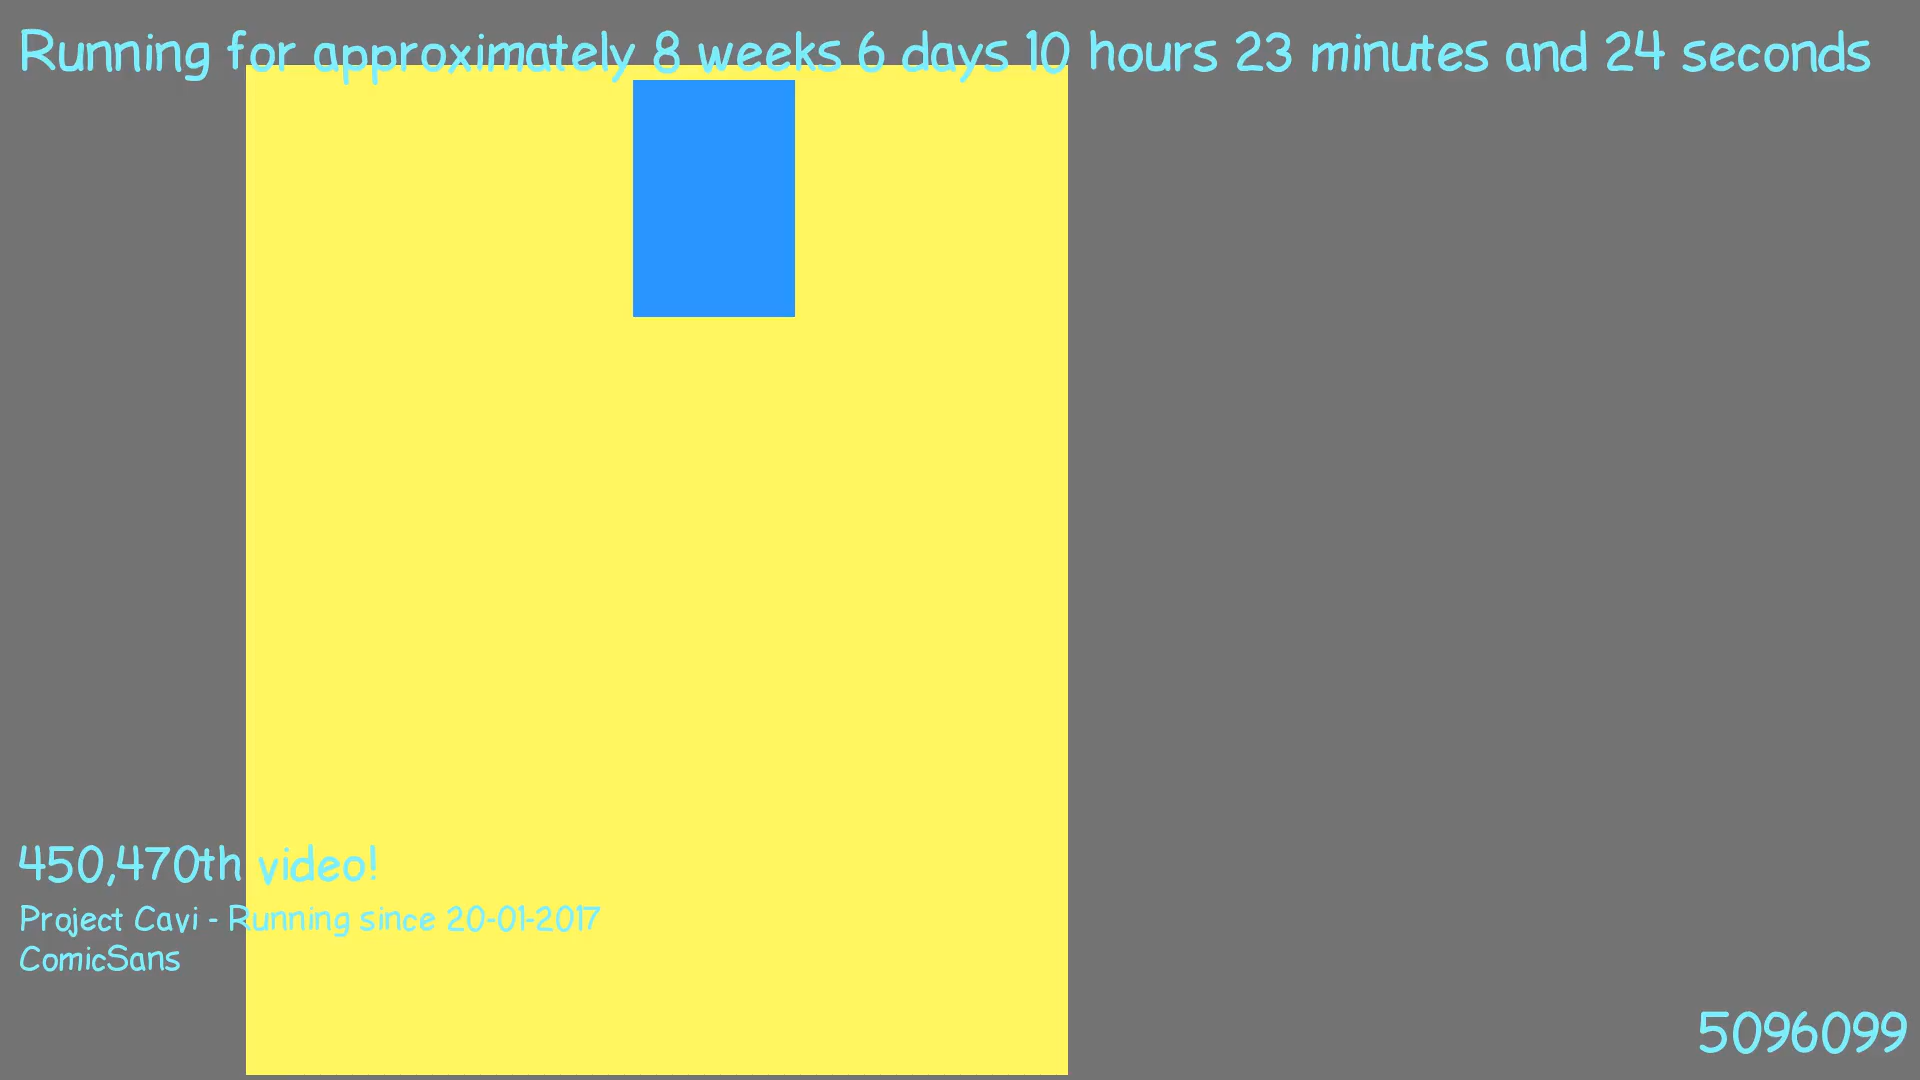 Running for approximately 8 weeks 6 days 10 hours 23 minutes and 24 seconds
450,470th video!
Project Cavi - Running since 20-01-2017
ComicSans
5096099